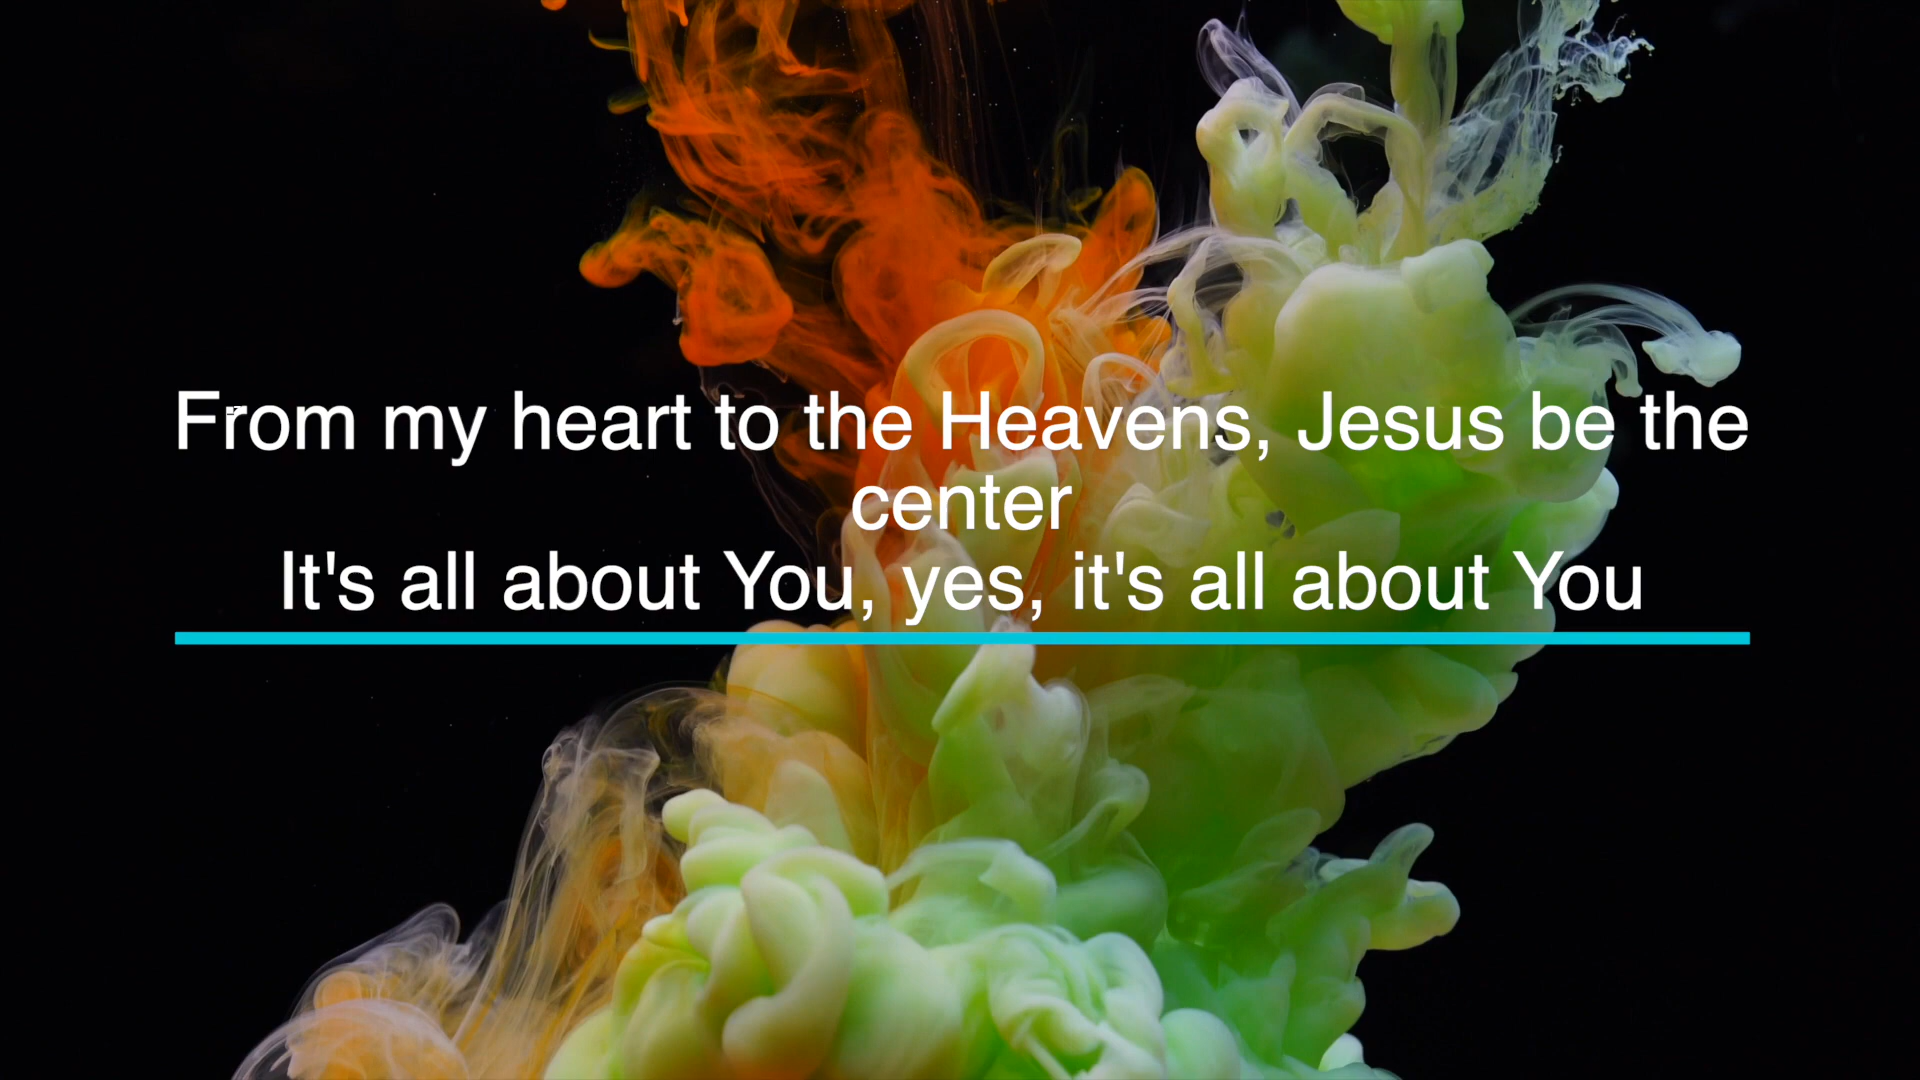 From my heart to the Heavens, Jesus be the
center
It's all about You, yes, it's all about You